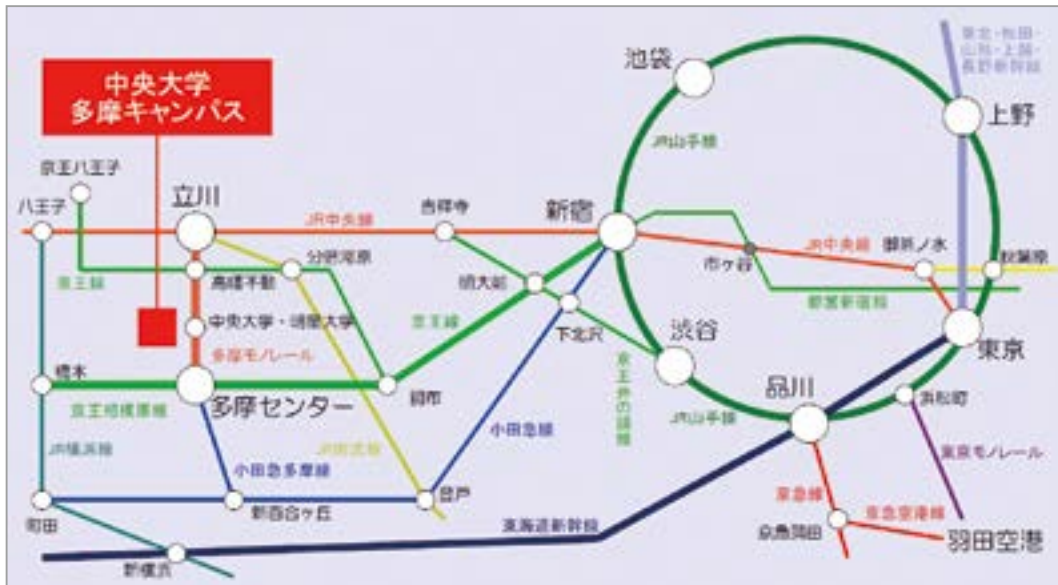 東北・秋田・
山形・上越・
長野新幹線
池袋
上野
中央大学
多摩キャンパス
JR山手線
京王八王子
八王子
立川
JR中央線
吉祥寺
新宿
分倍河原
市ヶ谷
JR中央線
御茶ノ水
秋葉原
京王線
高幡不動
明大前
都営新宿線
中央大学・明星大学
京王線
下北沢
渋谷
東京
多摩モノレール
橋本
多摩センター
調布
京王井の頭線
品川
浜松町
京王相模原線
JR山手線
JR横浜線
小田急線
JR南武線
小田急多摩線
東京モノレール
町田
新百合ヶ丘
登戸
京急線
京急空港線
東海道新幹線
京急蒲田
羽田空港
新横浜